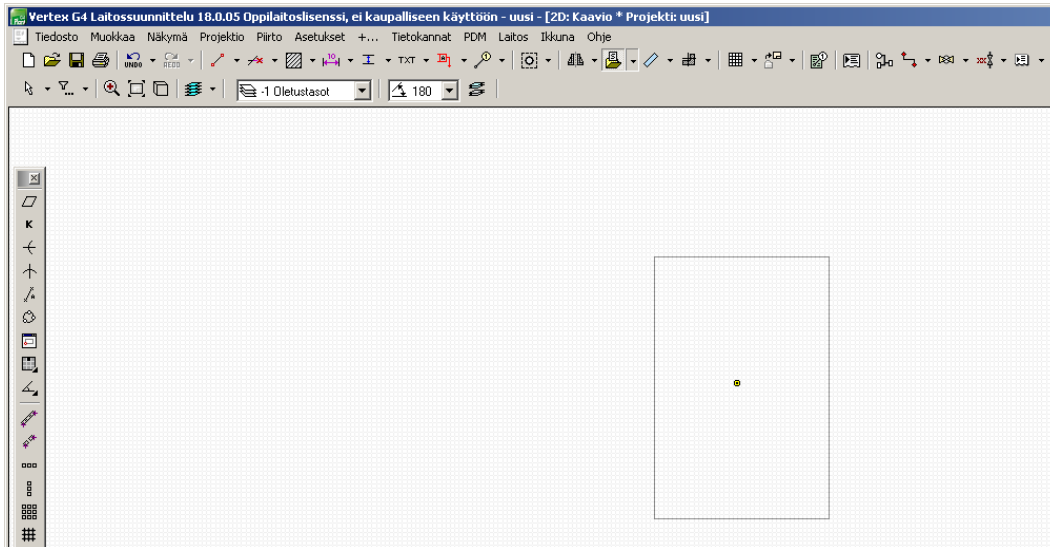 Vertex G4 Laitossuunnittelu 18.0.05 Oppilaitoslisenssi, ei kaupalliseen käyttöön - uusi - [2D: Kaavio * Projekti: uusi]
Tiedosto Muokkaa Näkymä Projektio Piirto Asetukset +... Tietokannat PDM Laitos Ikkuna Ohje
UNDO REDO 10 TXT
-1 Oletustasot 180
K